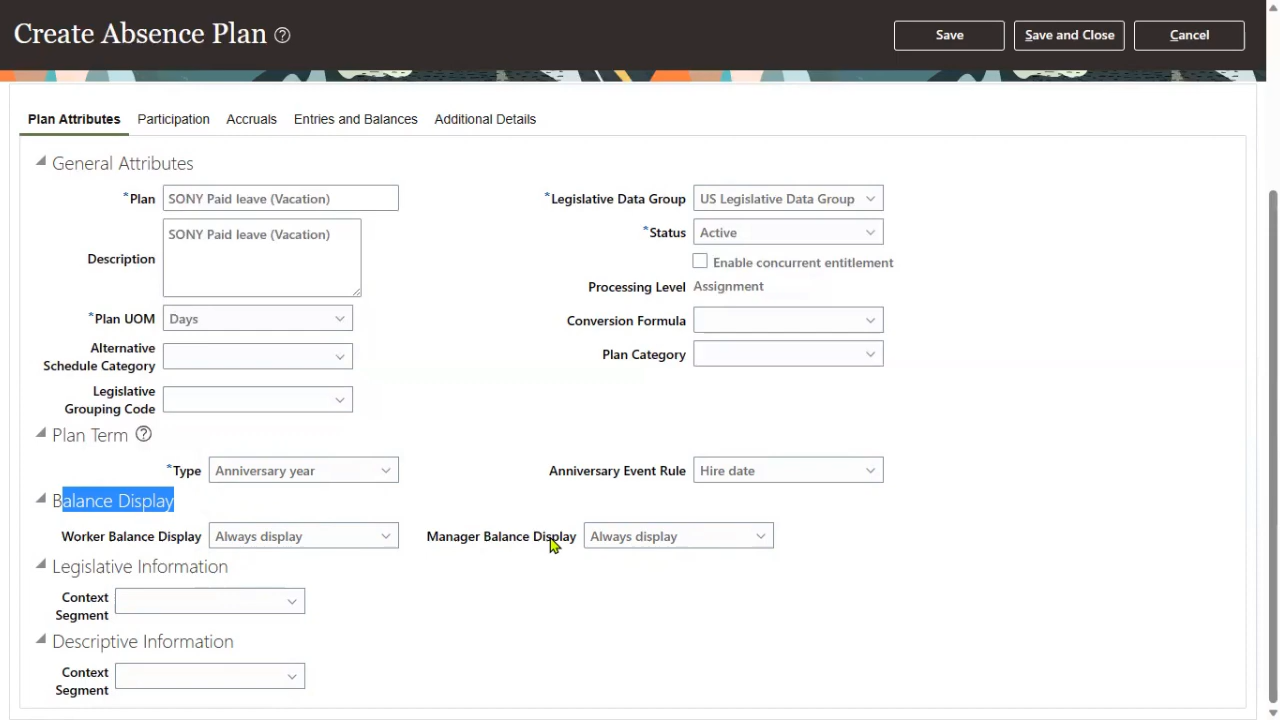 Create Absence Plan
Save
Save and Close
Cancel
Plan Attributes
Participation
Accruals
Entries and Balances
Additional Details
General Attributes
*Plan
SONY Paid leave (Vacation)
*Legislative Data Group
US Legislative Data Group
Description
SONY Paid leave (Vacation)
*Status
Active
Enable concurrent entitlement
Processing Level
Assignment
*Plan UOM
Days
Conversion Formula
Alternative
Schedule Category
Plan Category
Legislative
Grouping Code
Plan Term
*Type
Anniversary year
Anniversary Event Rule
Hire date
Balance Display
Worker Balance Display
Always display
Manager Balance Display
Always display
Legislative Information
Context
Segment
Descriptive Information
Context
Segment